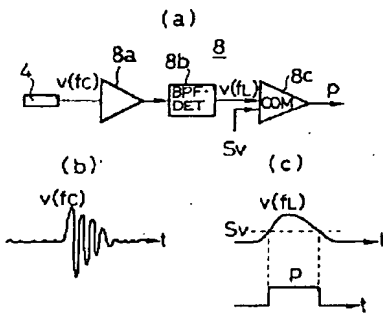 (a)
8a
8b
8
8c
4
v(fc)
BPF·
DET
v(fL)
COM
P
Sv
(b)
(c)
v(fc)
t
v(fL)
Sv
t
P
t